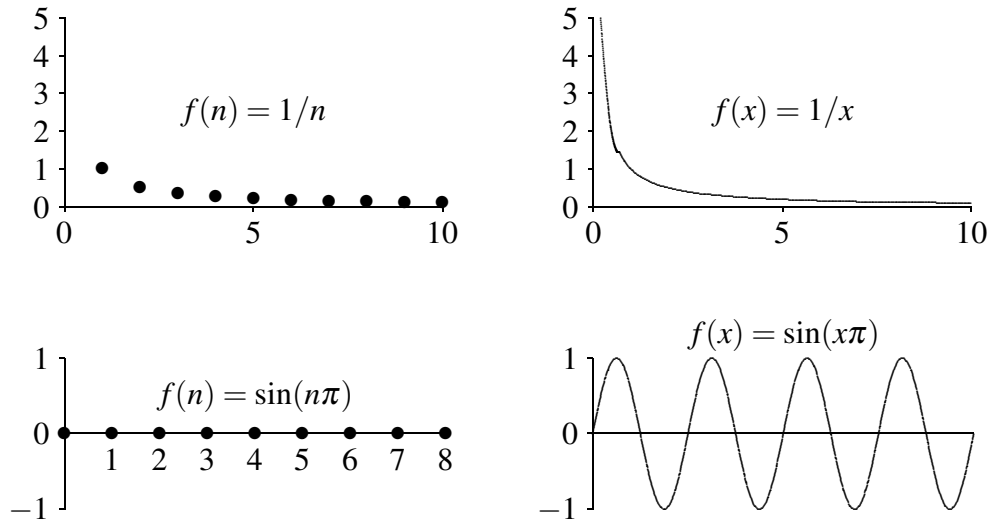 5
4
3
2
1
0
f(n) = 1/n
0 5 10
5
4
3
2
1
0
f(x) = 1/x
0 5 10
1
0
−1
f(n) = sin(nπ)
1 2 3 4 5 6 7 8
f(x) = sin(xπ)
1
0
−1